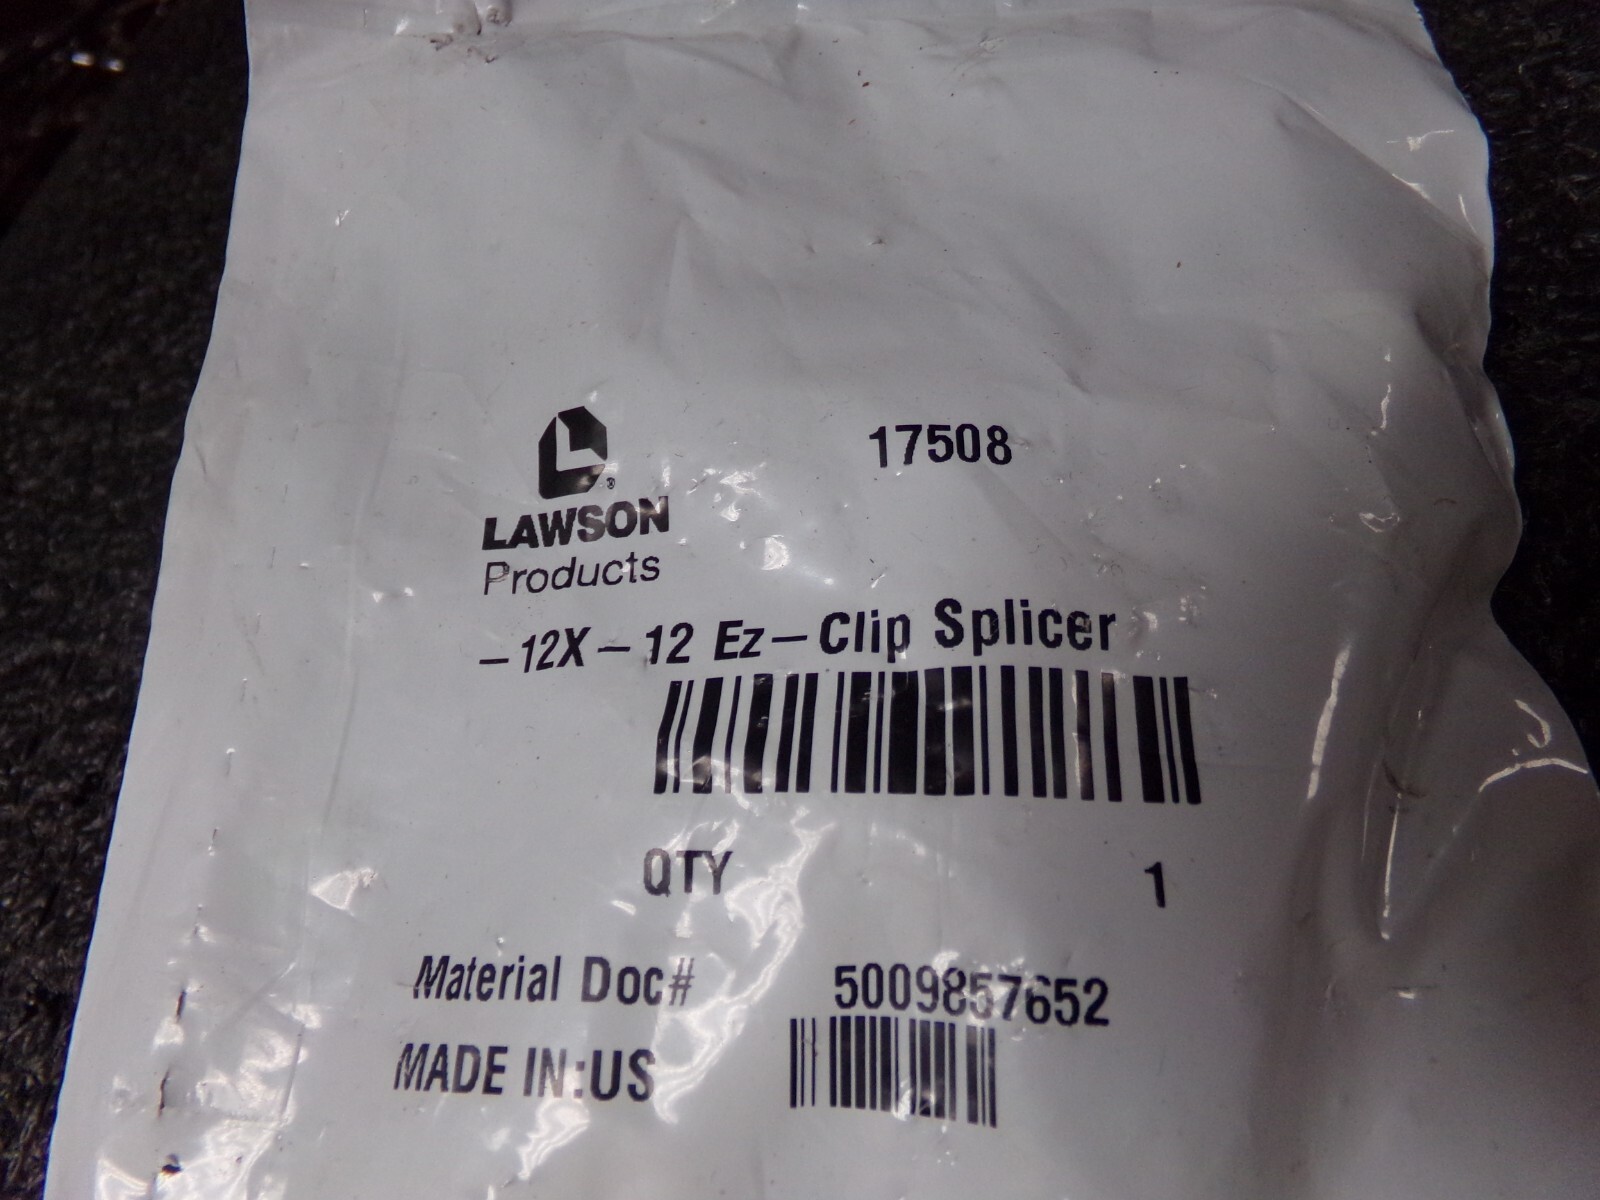 17508
L ®
LAWSON
Products
-12X-12 Ez-Clip Splicer
QTY 1
Material Doc# 5009857652
MADE IN:US